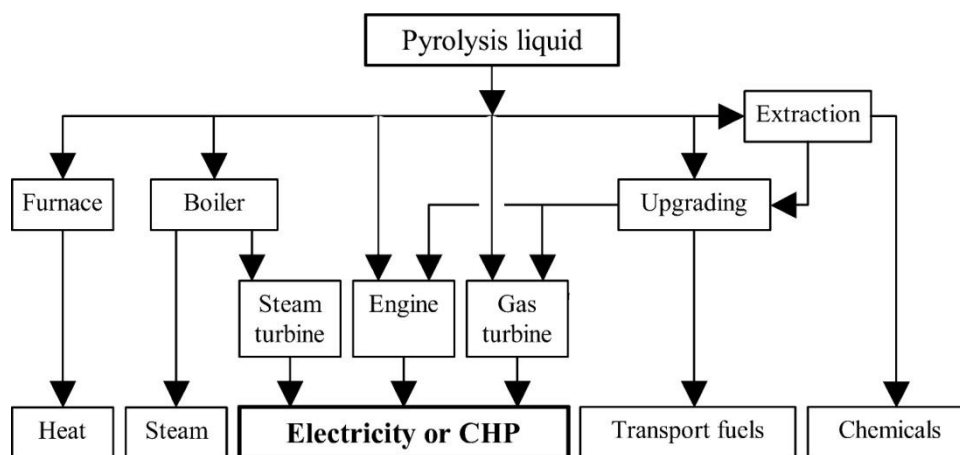 Pyrolysis liquid
Extraction
Furnace
Boiler
Upgrading
Steam
turbine
Engine
Gas
turbine
Heat
Steam
Electricity or CHP
Transport fuels
Chemicals